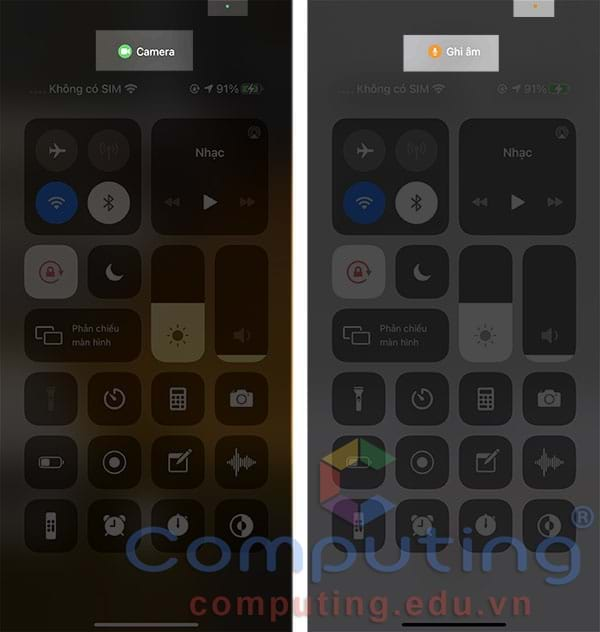 Camera
Không có SIM
91%
Nhạc
Phản chiếu
màn hình
Ghi âm
Không có SIM
91%
Nhạc
Phản chiếu
màn hình
Computing®
computing.edu.vn